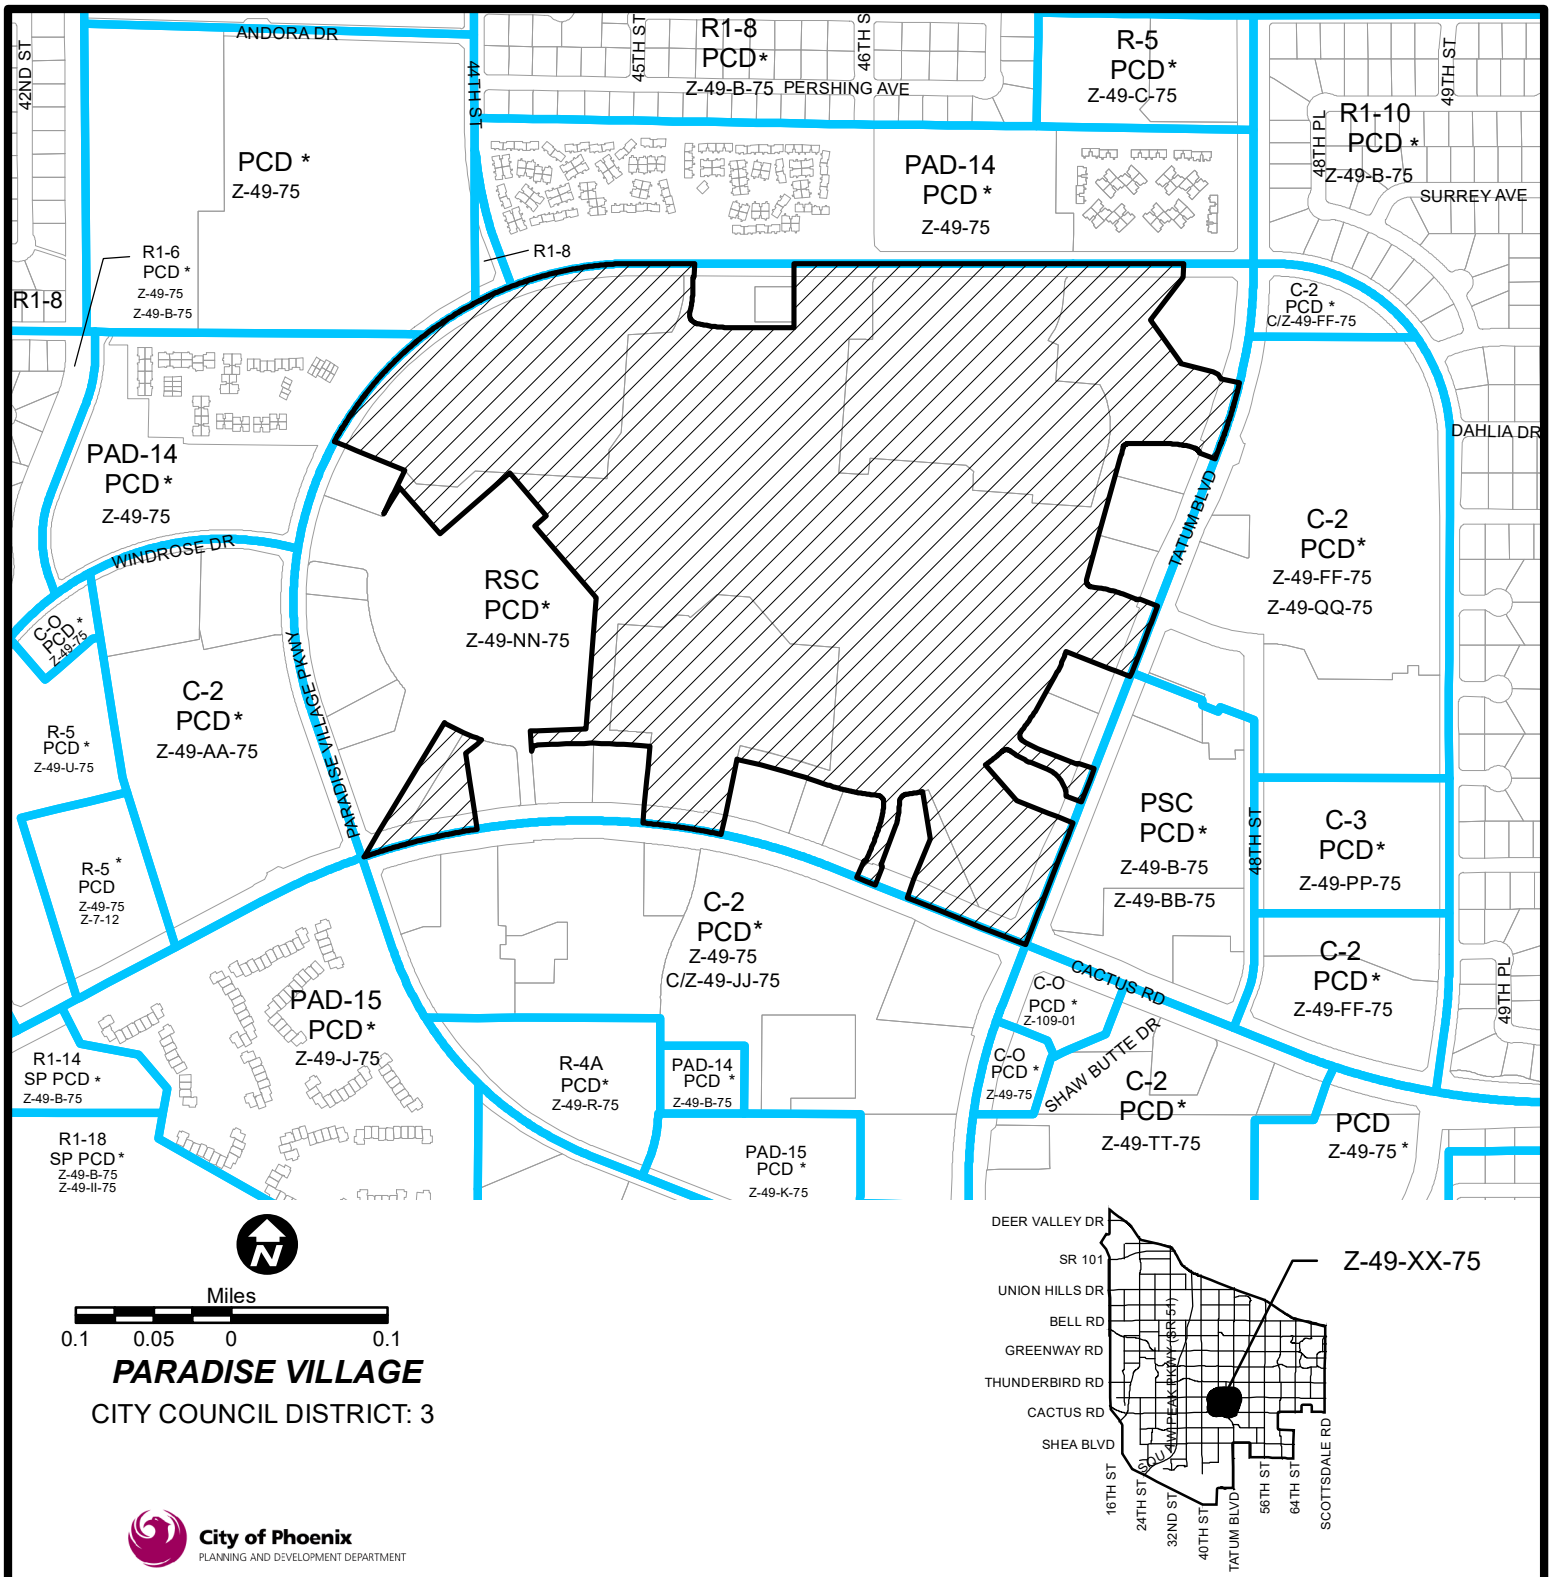 ANDORA DR
42ND ST
44TH ST
45TH ST
R1-8
PCD*
Z-49-B-75
46TH S
PERSHING AVE
R-5
PCD*
Z-49-C-75
49TH ST
48TH PL
R1-10
PCD *
Z-49-B-75
SURREY AVE
PCD *
Z-49-75
PAD-14
PCD *
Z-49-75
R1-6
PCD *
Z-49-75
Z-49-B-75
R1-8
R1-8
C-2
PCD *
C/Z-49-FF-75
DAHLIA DR
PAD-14
PCD *
Z-49-75
WINDROSE DR
TATUM BLVD
C-2
PCD*
Z-49-FF-75
Z-49-QQ-75
RSC
PCD*
Z-49-NN-75
C-O
PCD *
Z-49-75
PARADISE VILLAGE PKWY
C-2
PCD*
Z-49-AA-75
R-5
PCD *
Z-49-U-75
PSC
PCD*
Z-49-B-75
Z-49-BB-75
48TH ST
C-3
PCD*
Z-49-PP-75
R-5 *
PCD
Z-49-75
Z-7-12
C-2
PCD*
Z-49-75
C/Z-49-JJ-75
C-2
PCD*
Z-49-FF-75
49TH PL
CACTUS RD
C-O
PCD *
Z-109-01
PAD-15
PCD*
Z-49-J-75
SHAW BUTTE DR
C-O
PCD *
Z-49-75
R1-14
SP PCD *
Z-49-B-75
R-4A
PCD*
Z-49-R-75
PAD-14
PCD *
Z-49-B-75
C-2
PCD*
Z-49-TT-75
PCD
Z-49-75 *
R1-18
SP PCD*
Z-49-B-75
Z-49-II-75
PAD-15
PCD *
Z-49-K-75
N
Miles
0.1 0.05 0 0.1
PARADISE VILLAGE
CITY COUNCIL DISTRICT: 3
City of Phoenix
PLANNING AND DEVELOPMENT DEPARTMENT
DEER VALLEY DR
SR 101
UNION HILLS DR
BELL RD
GREENWAY RD
THUNDERBIRD RD
CACTUS RD
SHEA BLVD
Z-49-XX-75
SQUAW PEAK PKWY (SR 51)
16TH ST
24TH ST
32ND ST
40TH ST
TATUM BLVD
56TH ST
64TH ST
SCOTTSDALE RD